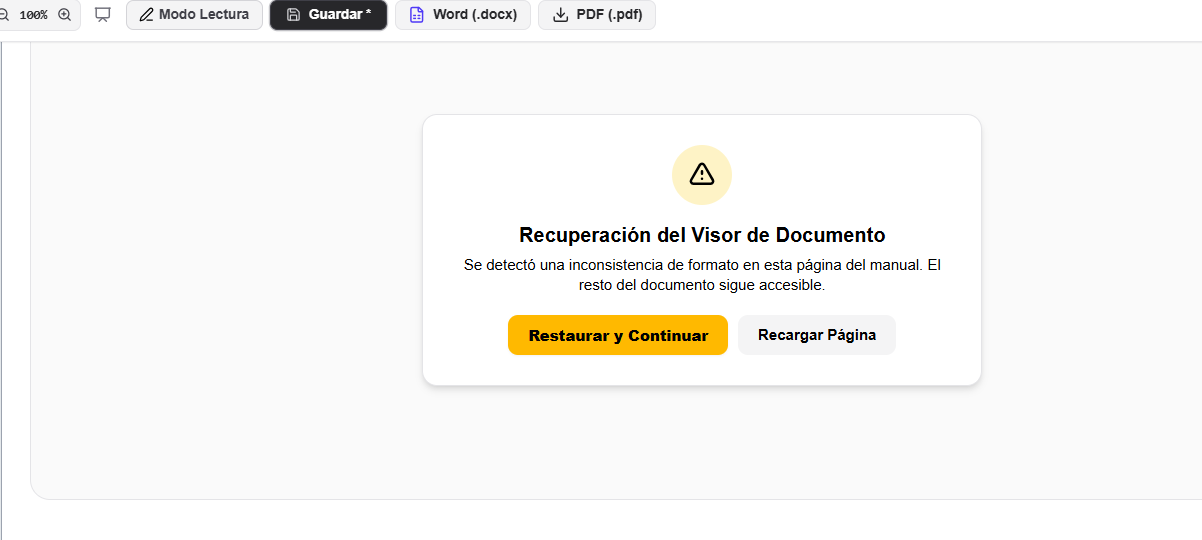 100%
Modo Lectura
Guardar *
Word (.docx)
PDF (.pdf)
Recuperación del Visor de Documento
Se detectó una inconsistencia de formato en esta página del manual. El
resto del documento sigue accesible.
Restaurar y Continuar
Recargar Página